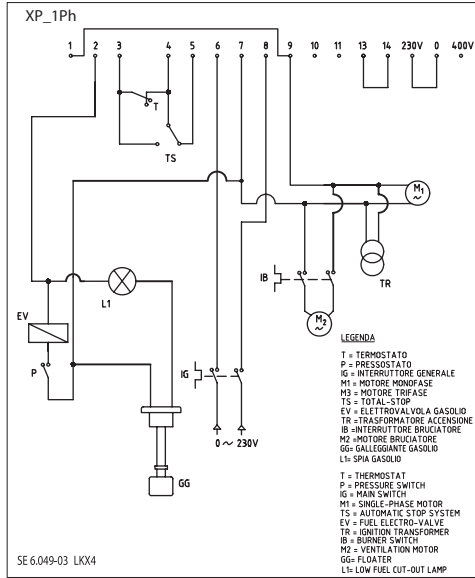 XP_1Ph
1 2 3 4 5 6 7 8 9 10 11 13 14 230V 0 400V
T
TS
M1
~
TR
IB
M2
~
L1
EV
P
IG
0 ~ 230V
GG
LEGENDA
T = TERMOSTATO
P = PRESSOSTATO
IG = INTERRUTTORE GENERALE
M1 = MOTORE MONOFASE
M3 = MOTORE TRIFASE
TS = TOTAL-STOP
EV = ELETTROVALVOLA GASOLIO
TR =TRASFORMATORE ACCENSIONE
IB =INTERRUTTORE BRUCIATORE
M2 =MOTORE BRUCIATORE
GG= GALLEGGIANTE GASOLIO
L1= SPIA GASOLIO
T = THERMOSTAT
P = PRESSURE SWITCH
IG = MAIN SWITCH
M1 = SINGLE-PHASE MOTOR
TS = AUTOMATIC STOP SYSTEM
EV = FUEL ELECTRO-VALVE
TR = IGNITION TRANSFORMER
IB = BURNER SWITCH
M2 = VENTILATION MOTOR
GG= FLOATER
L1= LOW FUEL CUT-OUT LAMP
SE 6.049-03 LKX4